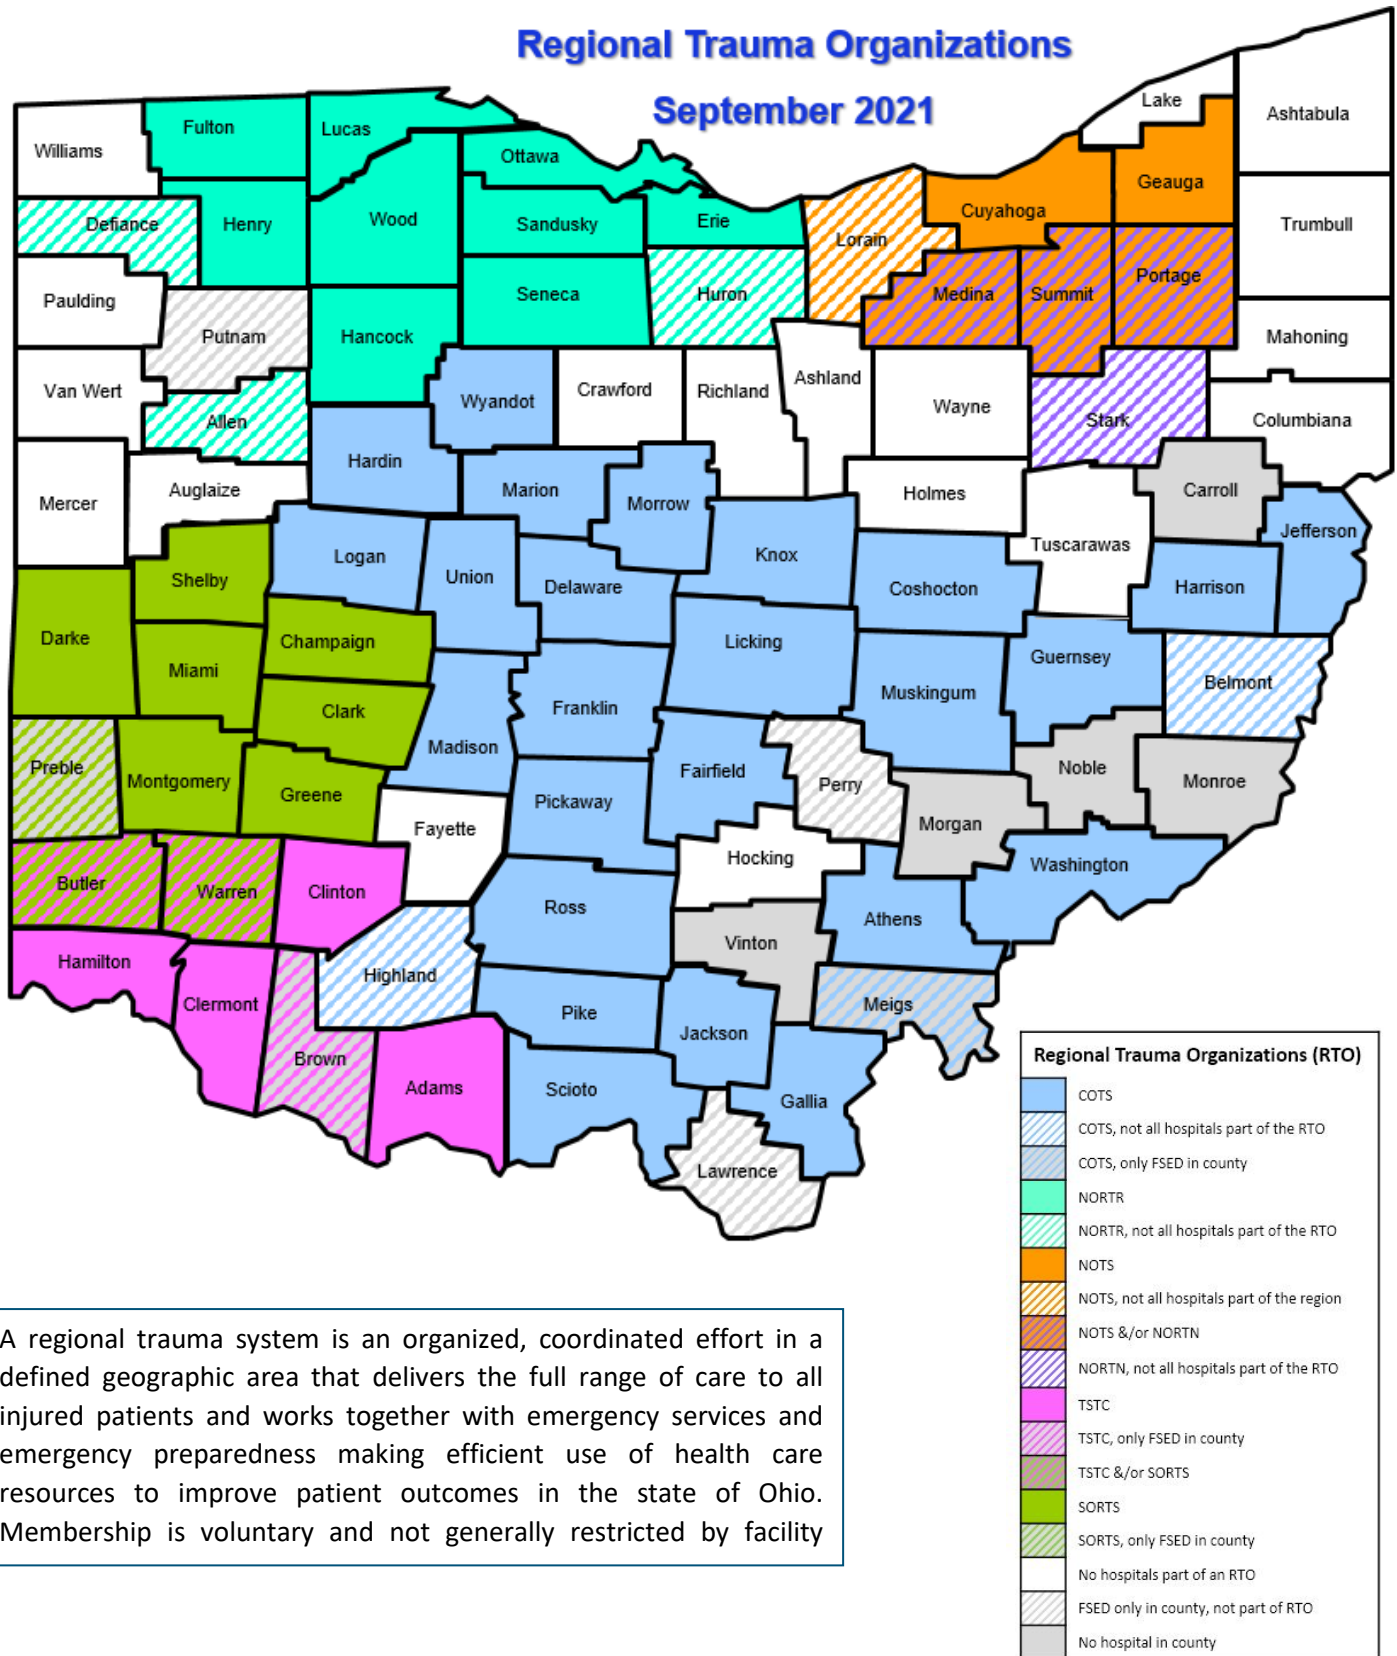 Regional Trauma Organizations
September 2021
Lake
Ashtabula
Williams
Fulton
Lucas
Ottawa
Geauga
Defiance
Henry
Wood
Sandusky
Erie
Lorain
Cuyahoga
Trumbull
Paulding
Putnam
Hancock
Seneca
Huron
Medina
Summit
Portage
Mahoning
Van Wert
Allen
Wyandot
Crawford
Richland
Ashland
Wayne
Stark
Columbiana
Mercer
Auglaize
Hardin
Marion
Morrow
Holmes
Carroll
Jefferson
Shelby
Logan
Union
Delaware
Knox
Coshocton
Tuscarawas
Harrison
Darke
Miami
Champaign
Licking
Guernsey
Belmont
Clark
Madison
Franklin
Muskingum
Preble
Montgomery
Greene
Pickaway
Fairfield
Perry
Noble
Monroe
Fayette
Hocking
Morgan
Washington
Butler
Warren
Clinton
Ross
Vinton
Athens
Hamilton
Clermont
Highland
Pike
Jackson
Meigs
Brown
Adams
Scioto
Gallia
Lawrence
Regional Trauma Organizations (RTO)
COTS
COTS, not all hospitals part of the RTO
COTS, only FSED in county
NORTR
NORTR, not all hospitals part of the RTO
NOTS
NOTS, not all hospitals part of the region
NOTS &/or NORTN
NORTN, not all hospitals part of the RTO
TSTC
TSTC, only FSED in county
TSTC &/or SORTS
SORTS
SORTS, only FSED in county
No hospitals part of an RTO
FSED only in county, not part of RTO
No hospital in county
A regional trauma system is an organized, coordinated effort in a
defined geographic area that delivers the full range of care to all
injured patients and works together with emergency services and
emergency preparedness making efficient use of health care
resources to improve patient outcomes in the state of Ohio.
Membership is voluntary and not generally restricted by facility